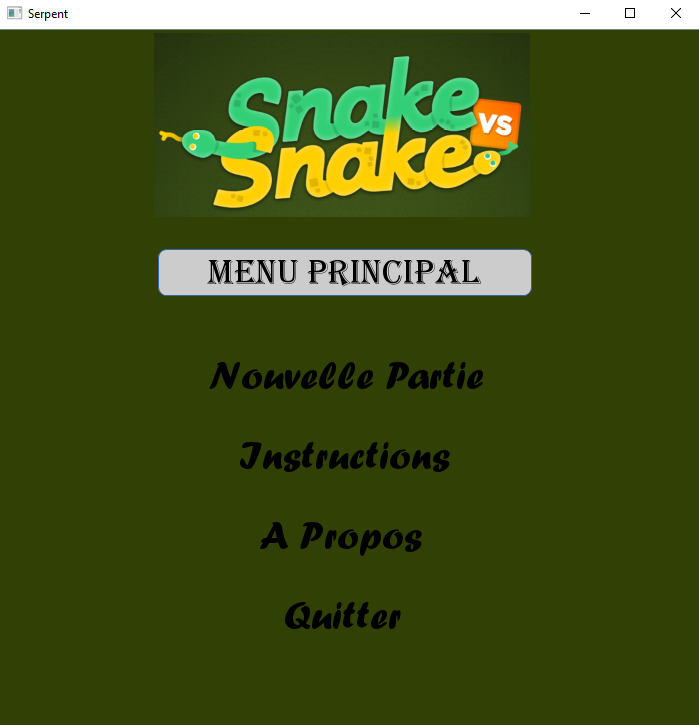 Serpent
Snake
VS
Snake
MENU PRINCIPAL
Nouvelle Partie
Instructions
A Propos
Quitter